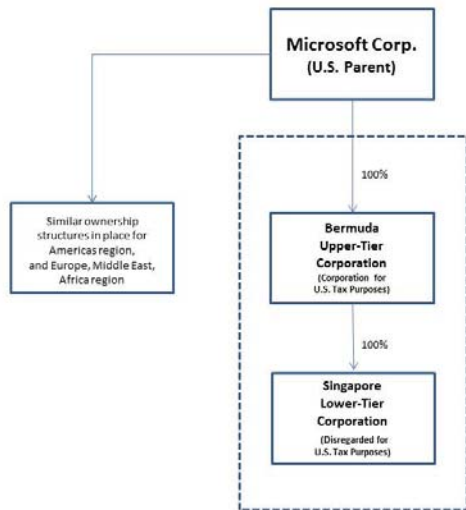 Microsoft Corp.
(U.S. Parent)
100%
Similar ownership
structures in place for
Americas region,
and Europe, Middle East,
Africa region
Bermuda
Upper-Tier
Corporation
(Corporation for
U.S. Tax Purposes)
100%
Singapore
Lower-Tier
Corporation
(Disregarded for
U.S. Tax Purposes)